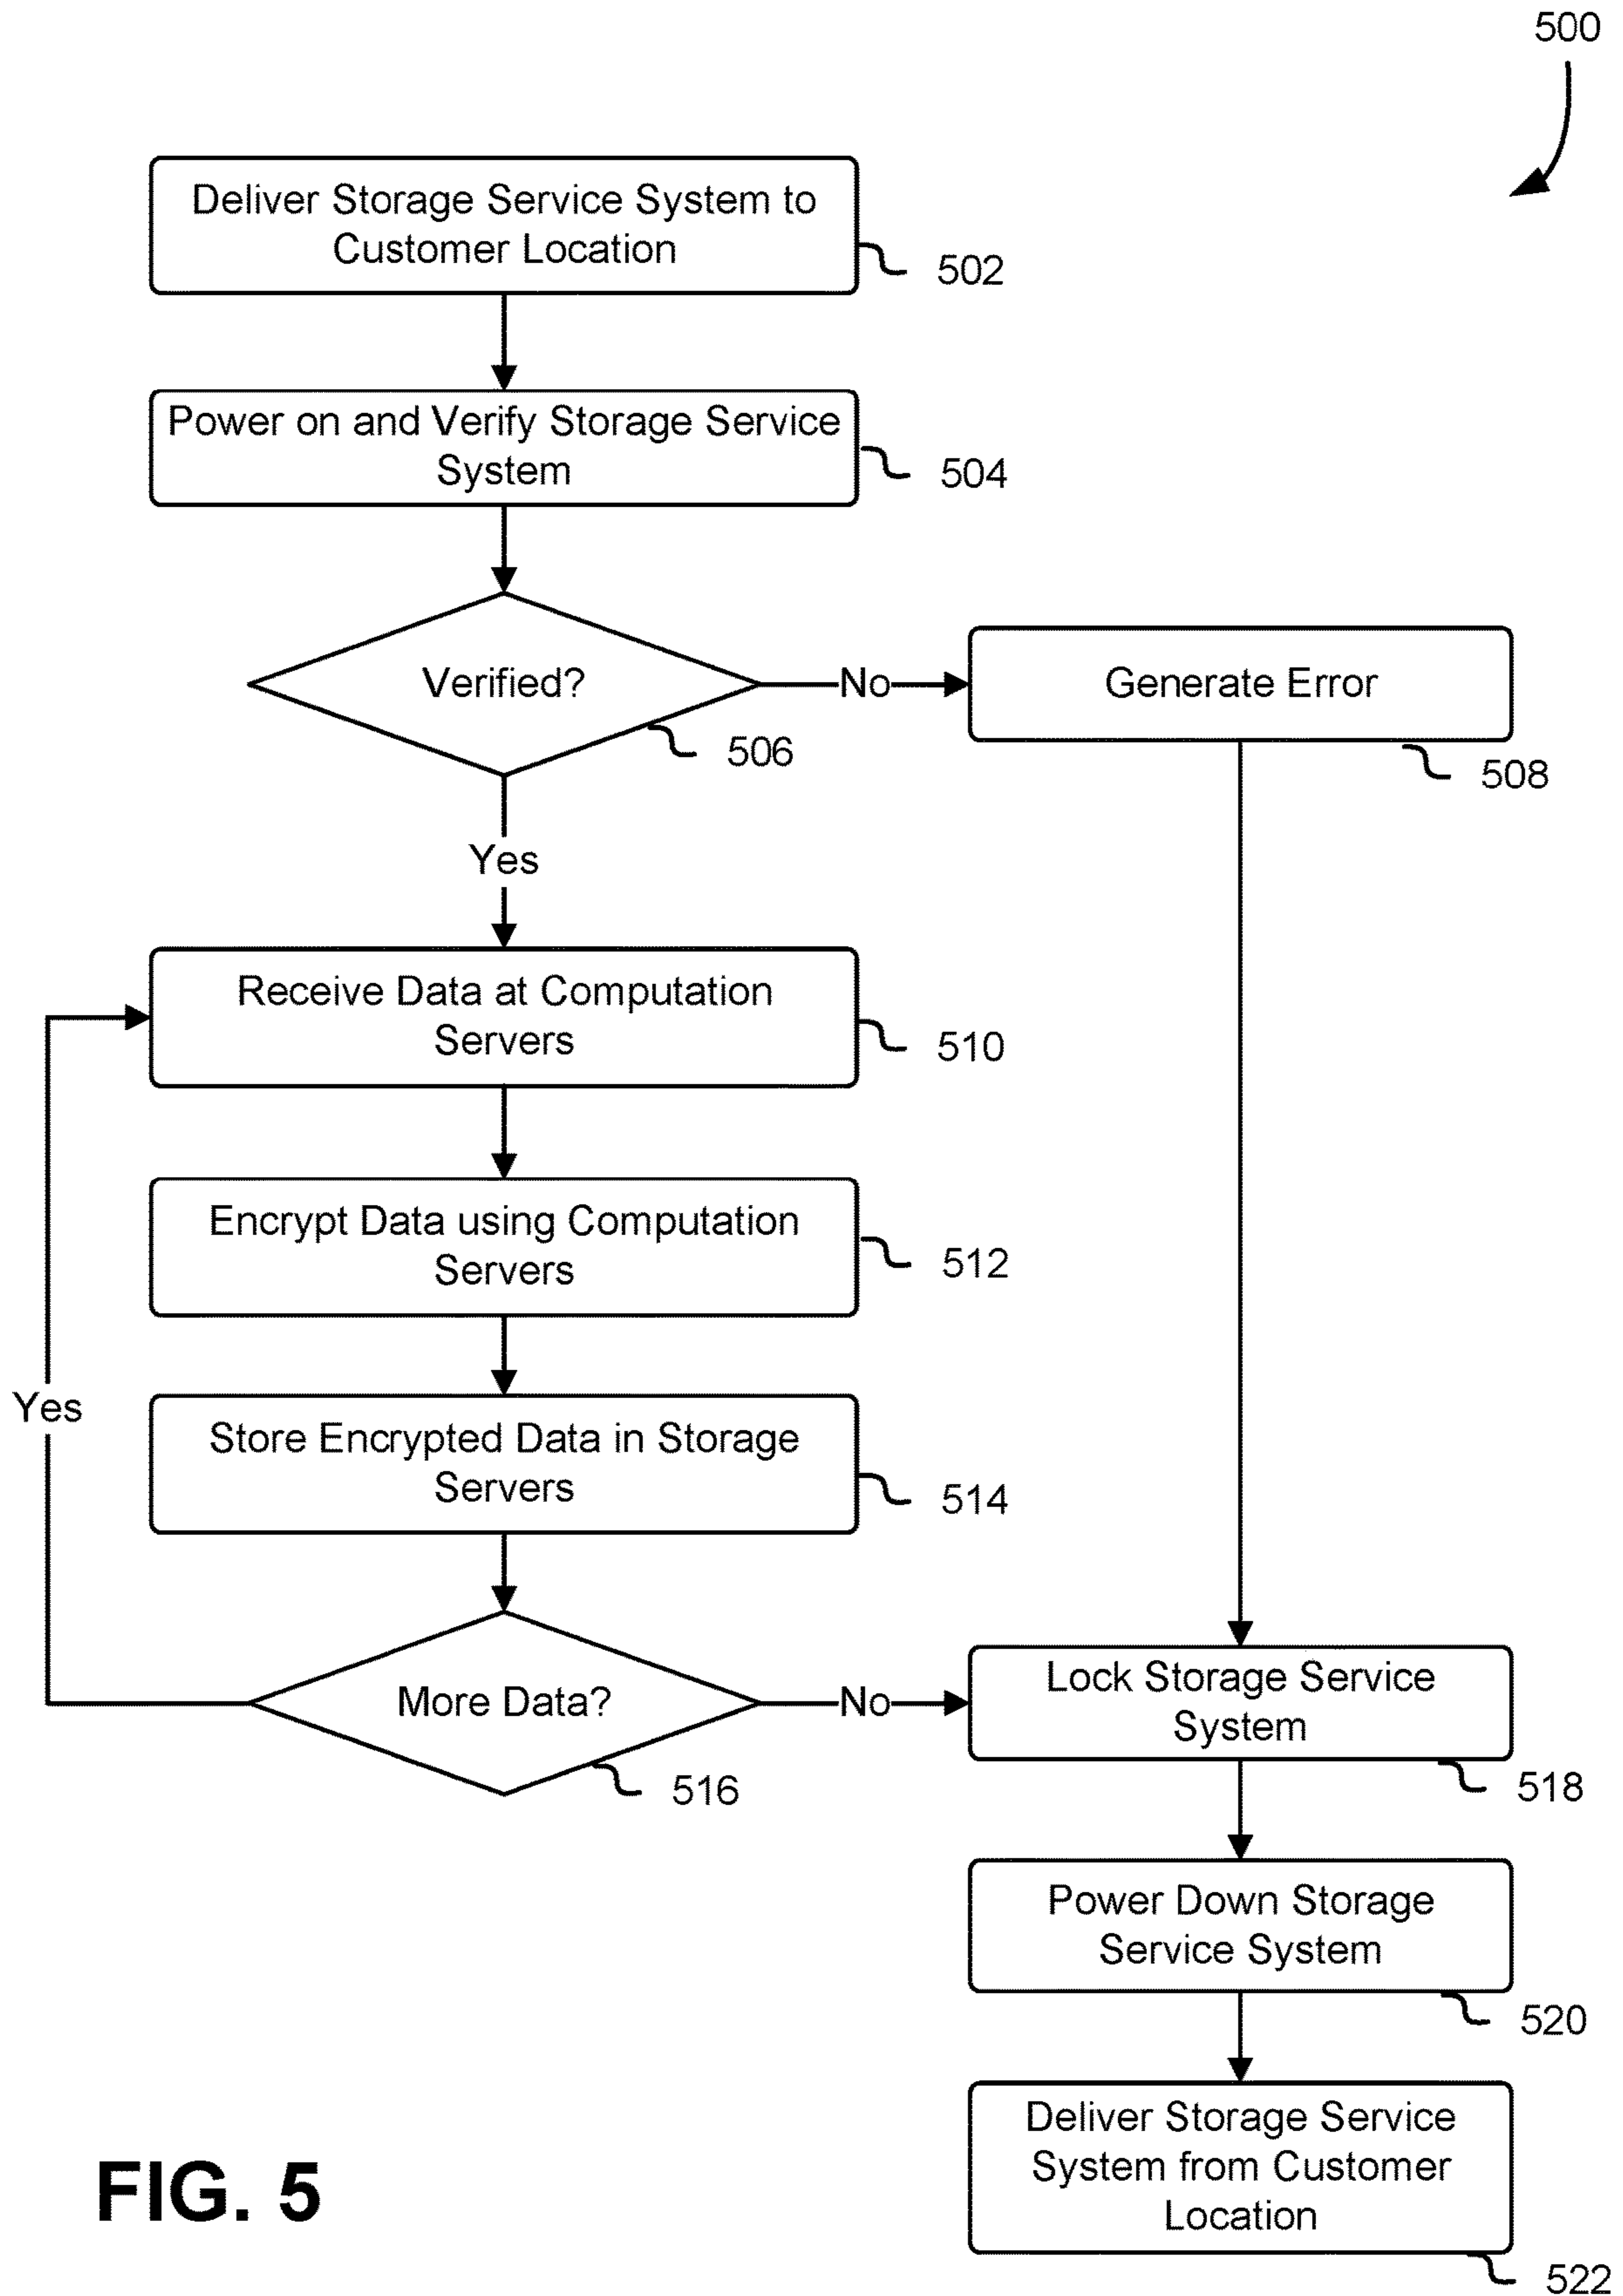 500
Deliver Storage Service System to
Customer Location
502
Power on and Verify Storage Service
System
504
Verified?
506
No
Generate Error
508
Yes
Receive Data at Computation
Servers
510
Encrypt Data using Computation
Servers
512
Store Encrypted Data in Storage
Servers
514
Yes
More Data?
516
No
Lock Storage Service
System
518
Power Down Storage
Service System
520
Deliver Storage Service
System from Customer
Location
522
FIG. 5